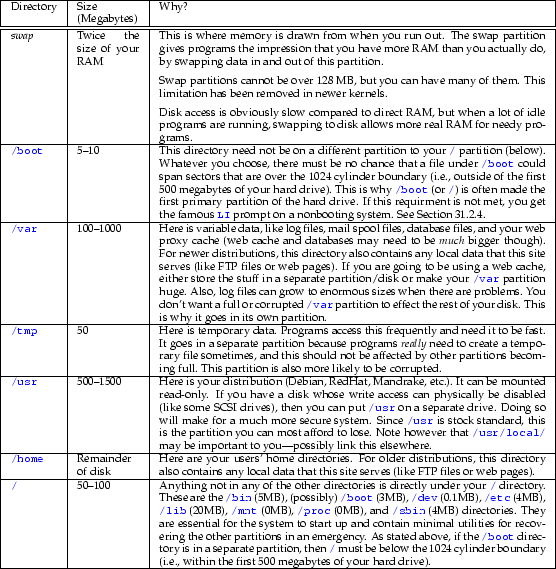 Directory Size (Megabytes) Why?
swap Twice the size of your RAM
This is where memory is drawn from when you run out. The swap partition
gives programs the impression that you have more RAM than you actually do,
by swapping data in and out of this partition.
Swap partitions cannot be over 128 MB, but you can have many of them. This
limitation has been removed in newer kernels.
Disk access is obviously slow compared to direct RAM, but when a lot of idle
programs are running, swapping to disk allows more real RAM for needy pro-
grams.
/boot 5–10
This directory need not be on a different partition to your / partition (below).
Whatever you choose, there must be no chance that a file under /boot could
span sectors that are over the 1024 cylinder boundary (i.e., outside of the first
500 megabytes of your hard drive). This is why /boot (or /) is often made the
first primary partition of the hard drive. If this requirment is not met, you get
the famous LI prompt on a nonbooting system. See Section 31.2.4.
/var 100–1000
Here is variable data, like log files, mail spool files, database files, and your web
proxy cache (web cache and databases may need to be much bigger though).
For newer distributions, this directory also contains any local data that this site
serves (like FTP files or web pages). If you are going to be using a web cache,
either store the stuff in a separate partition/disk or make your /var partition
huge. Also, log files can grow to enormous sizes when there are problems. You
don't want a full or corrupted /var partition to effect the rest of your disk. This
is why it goes in its own partition.
/tmp 50
Here is temporary data. Programs access this frequently and need it to be fast.
It goes in a separate partition because programs really need to create a tempo-
rary file sometimes, and this should not be affected by other partitions becom-
ing full. This partition is also more likely to be corrupted.
/usr 500–1500
Here is your distribution (Debian, RedHat, Mandrake, etc.). It can be mounted
read-only. If you have a disk whose write access can physically be disabled
(like some SCSI drives), then you can put /usr on a separate drive. Doing so
will make for a much more secure system. Since /usr is stock standard, this
is the partition you can most afford to lose. Note however that /usr/local/
may be important to you—possibly link this elsewhere.
/home Remainder of disk
Here are your users' home directories. For older distributions, this directory
also contains any local data that this site serves (like FTP files or web pages).
/ 50–100
Anything not in any of the other directories is directly under your / directory.
These are the /bin (5MB), (possibly) /boot (3MB), /dev (0.1MB), /etc (4MB),
/lib (20MB), /mnt (0MB), /proc (0MB), and /sbin (4MB) directories. They
are essential for the system to start up and contain minimal utilities for recov-
ering the other partitions in an emergency. As stated above, if the /boot direc-
tory is in a separate partition, then / must be below the 1024 cylinder boundary
(i.e., within the first 500 megabytes of your hard drive).